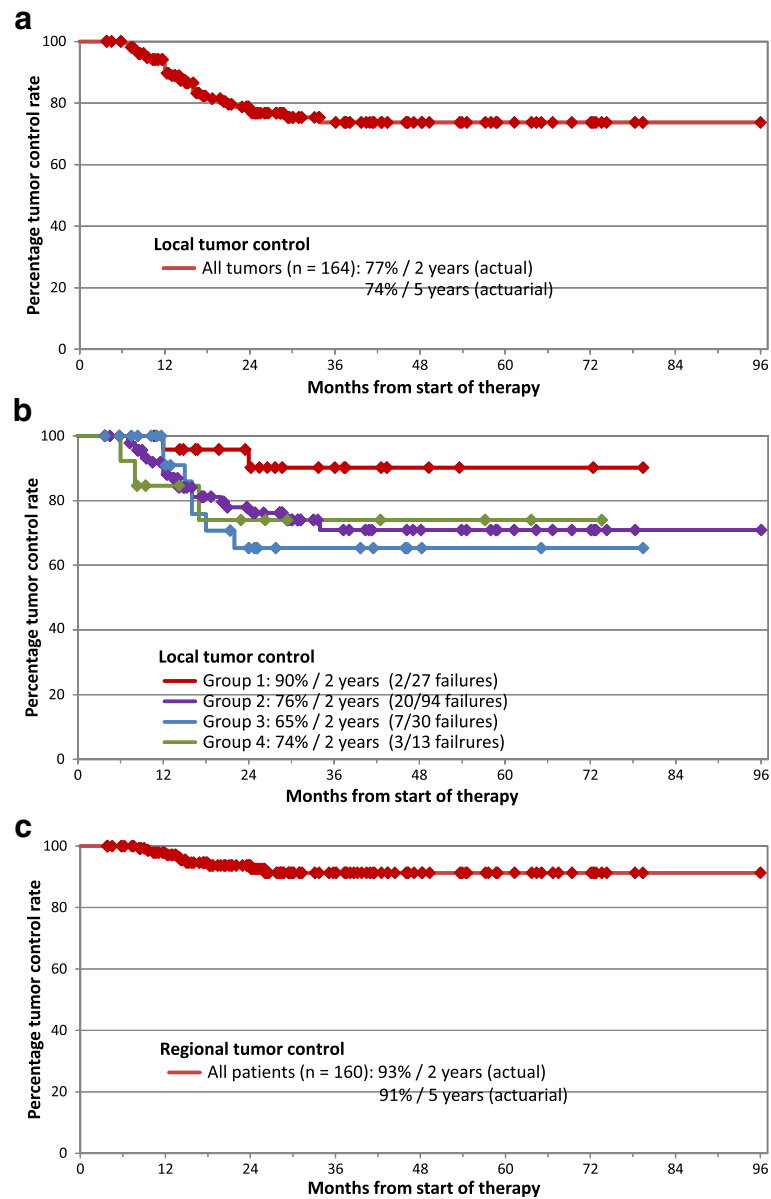 a
100
80
60
40
20
0
Percentage tumor control rate
Local tumor control
All tumors (n = 164): 77% / 2 years (actual)
74% / 5 years (actuarial)
0 12 24 36 48 60 72 84 96
Months from start of therapy
b
100
80
60
40
20
0
Percentage tumor control rate
Local tumor control
Group 1: 90% / 2 years (2/27 failures)
Group 2: 76% / 2 years (20/94 failures)
Group 3: 65% / 2 years (7/30 failures)
Group 4: 74% / 2 years (3/13 failrures)
0 12 24 36 48 60 72 84 96
Months from start of therapy
c
100
80
60
40
20
0
Percentage tumor control rate
Regional tumor control
All patients (n = 160): 93% / 2 years (actual)
91% / 5 years (actuarial)
0 12 24 36 48 60 72 84 96
Months from start of therapy